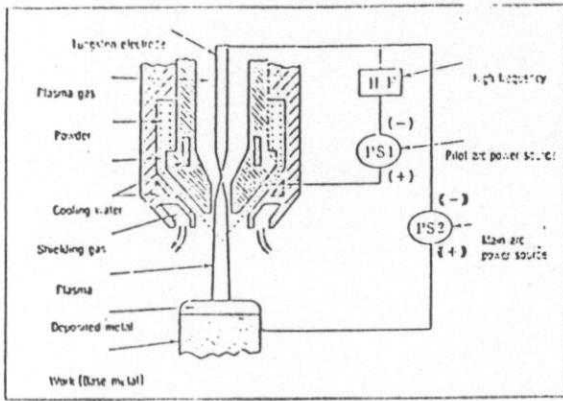 Tungsten electrode
Plasma gas
Powder
Cooling water
Shielding gas
Plasma
Deposited metal
Work (Base metal)
H F
High frequency
(-)
PS1
Pilot arc power source
(+)
(-)
PS2
(+)
Main arc
power source